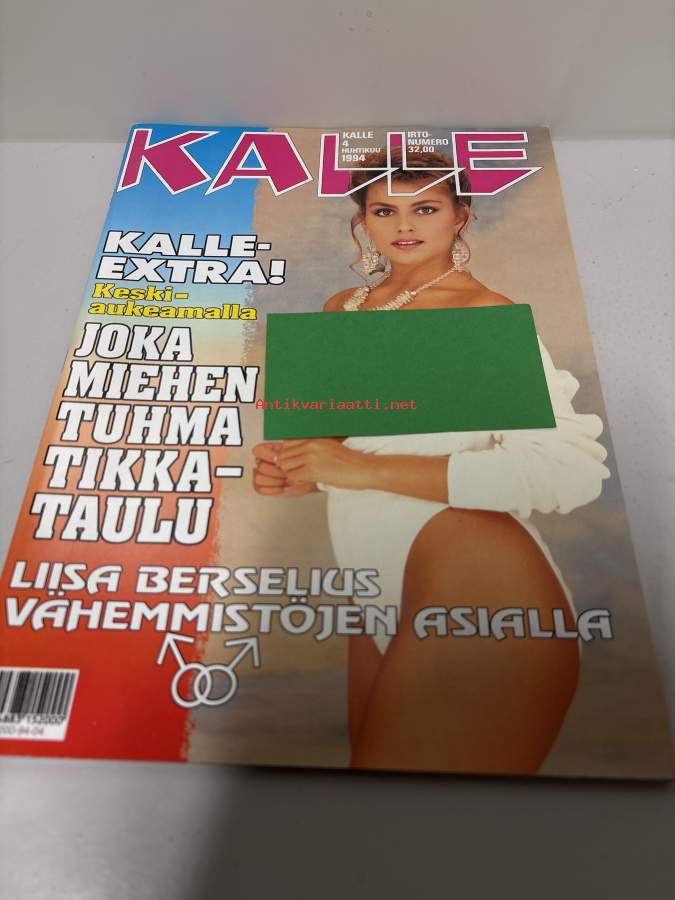 KALLE
KALLE
4
HUHTIKUU
1994
IRTO-
NUMERO
32,00
KALLE-
EXTRA!
Keski-
aukeamalla
JOKA
MIEHEN
TUHMA
TIKKA-
TAULU
Antikvariaatti.net
LIISA BERSELIUS
VÄHEMMISTÖJEN ASIALLA